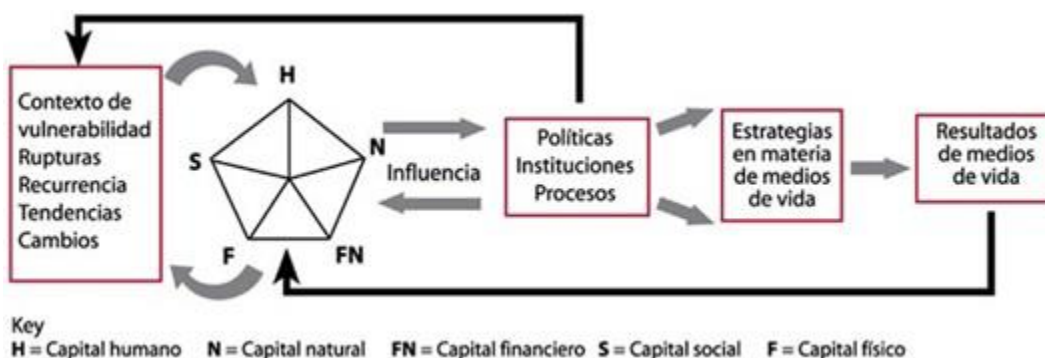 Contexto de
vulnerabilidad
Rupturas
Recurrencia
Tendencias
Cambios
H
S
N
F
FN
Influencia
Políticas
Instituciones
Procesos
Estrategias
en materia
de medios
de vida
Resultados
de medios
de vida
Key
H = Capital humano N = Capital natural FN = Capital financiero S = Capital social F = Capital físico